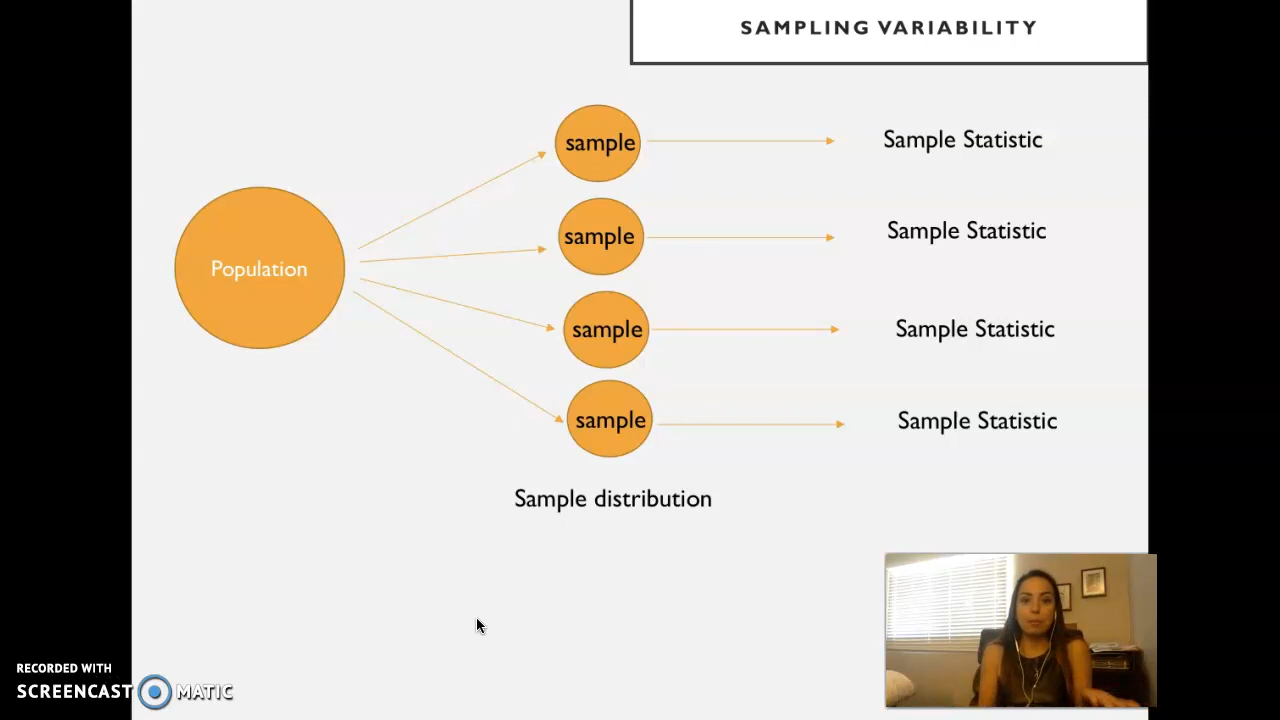 SAMPLING VARIABILITY
sample
Sample Statistic
sample
Sample Statistic
Population
sample
Sample Statistic
sample
Sample Statistic
Sample distribution
RECORDED WITH
SCREENCAST MATIC